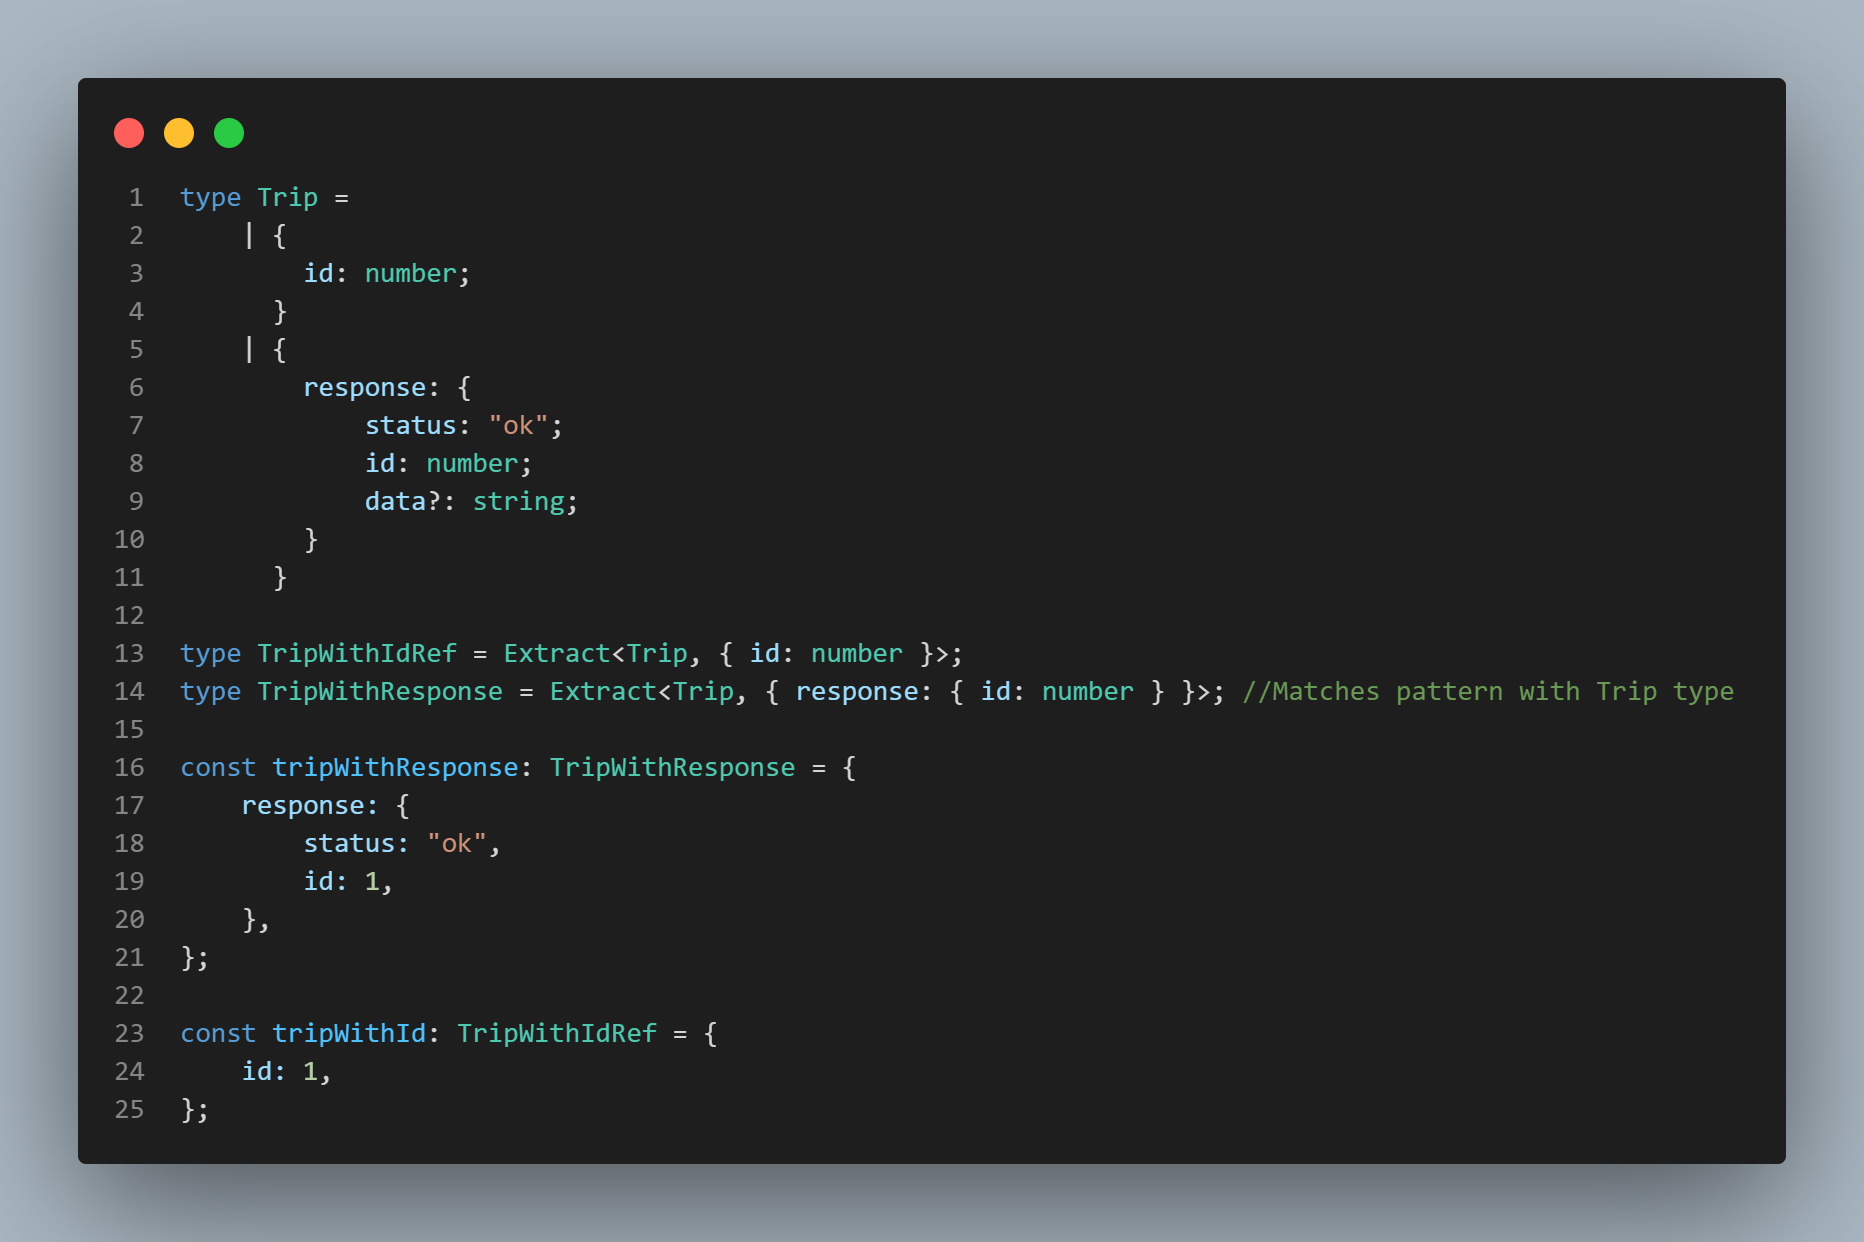 1 type Trip =
2     | {
3         id: number;
4       }
5     | {
6         response: {
7             status: "ok";
8             id: number;
9             data?: string;
10         }
11       }
12
13 type TripWithIdRef = Extract<Trip, { id: number }>;
14 type TripWithResponse = Extract<Trip, { response: { id: number } }>; //Matches pattern with Trip type
15
16 const tripWithResponse: TripWithResponse = {
17     response: {
18         status: "ok",
19         id: 1,
20     },
21 };
22
23 const tripWithId: TripWithIdRef = {
24     id: 1,
25 };